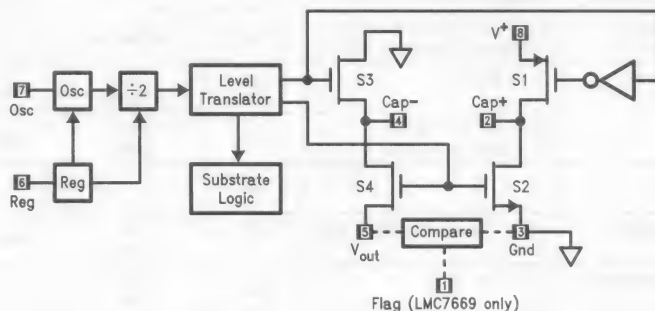 V+
8
S3
S1
7
Osc
Osc
÷2
Level
Translator
Cap-
4
Cap+
2
6
Reg
Reg
Substrate
Logic
S4
S2
5
Vout
Compare
3
Gnd
1
Flag (LMC7669 only)